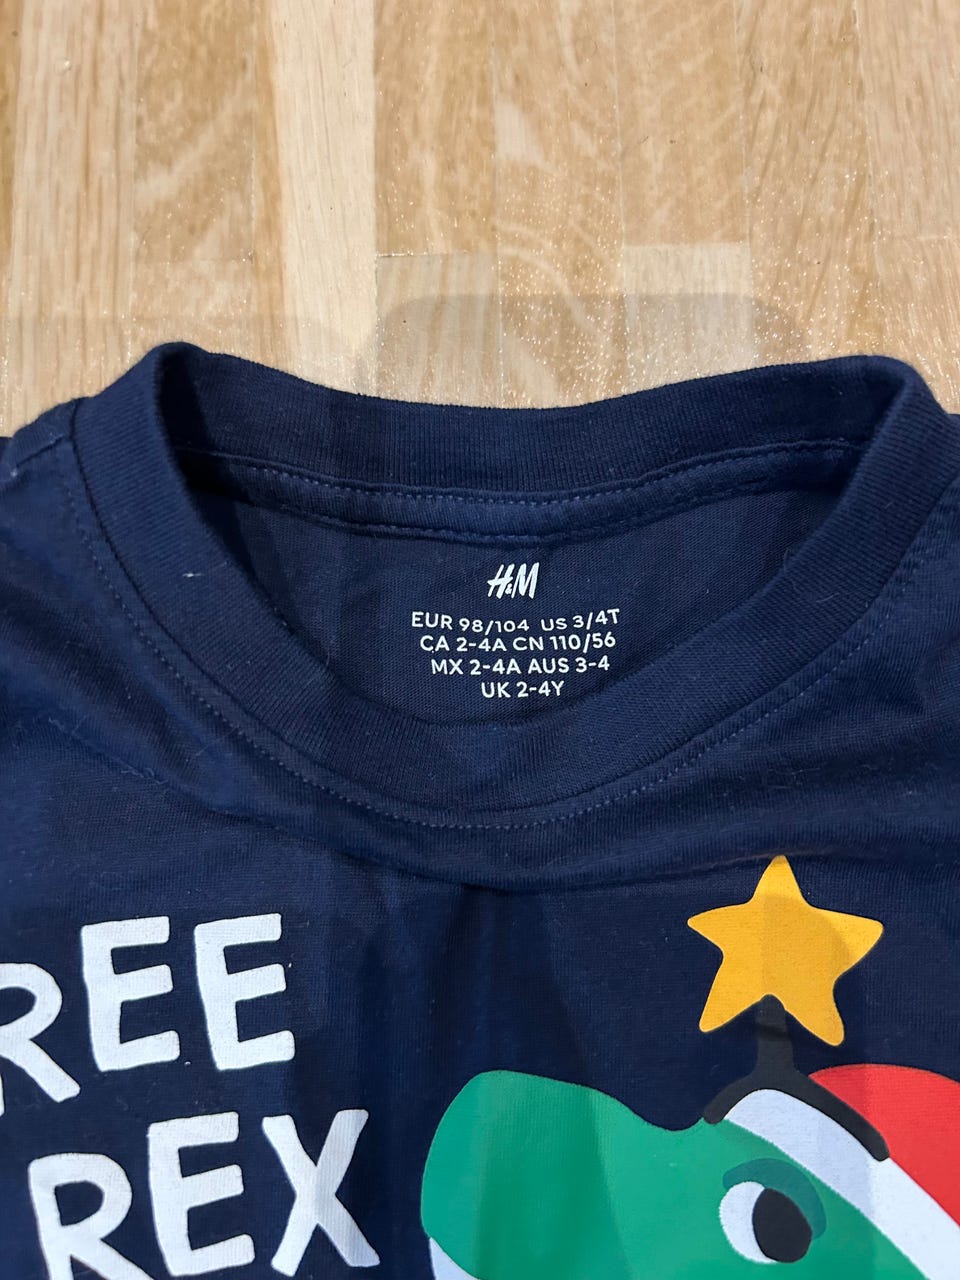 H&M
EUR 98/104 US 3/4T
CA 2-4A CN 110/56
MX 2-4A AUS 3-4
UK 2-4Y
REE
REX